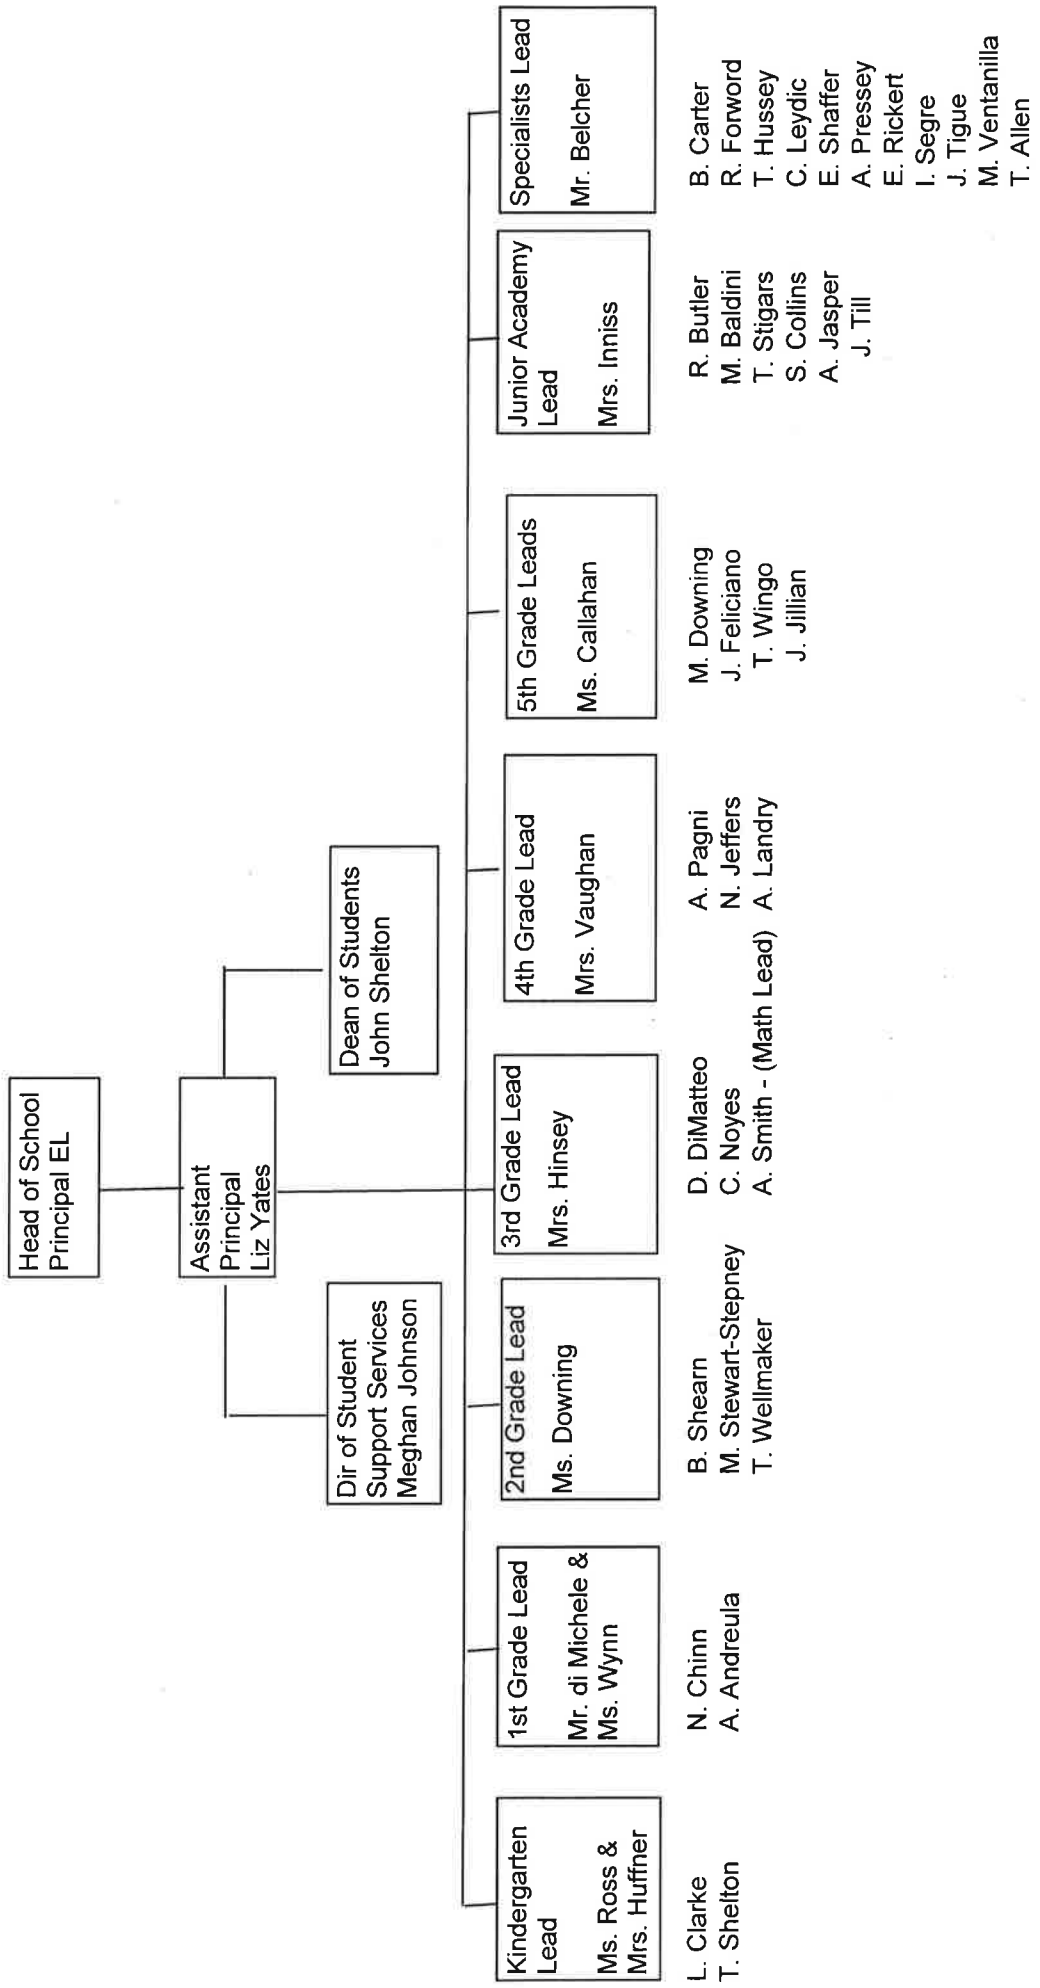 Head of School
Principal EL
Assistant
Principal
Liz Yates
Dir of Student
Support Services
Meghan Johnson
Dean of Students
John Shelton
Kindergarten
Lead
Ms. Ross &
Mrs. Huffner
L. Clarke
T. Shelton
1st Grade Lead
Mr. di Michele &
Ms. Wynn
N. Chinn
A. Andreula
2nd Grade Lead
Ms. Downing
B. Shearn
M. Stewart-Stepney
T. Wellmaker
3rd Grade Lead
Mrs. Hinsey
D. DiMatteo
C. Noyes
A. Smith - (Math Lead)
4th Grade Lead
Mrs. Vaughan
A. Pagni
N. Jeffers
A. Landry
5th Grade Leads
Ms. Callahan
M. Downing
J. Feliciano
T. Wingo
J. Jillian
Junior Academy
Lead
Mrs. Inniss
R. Butler
M. Baldini
T. Stigars
S. Collins
A. Jasper
J. Till
Specialists Lead
Mr. Belcher
B. Carter
R. Forword
T. Hussey
C. Leydic
E. Shaffer
A. Pressey
E. Rickert
I. Segre
J. Tigue
M. Ventanilla
T. Allen